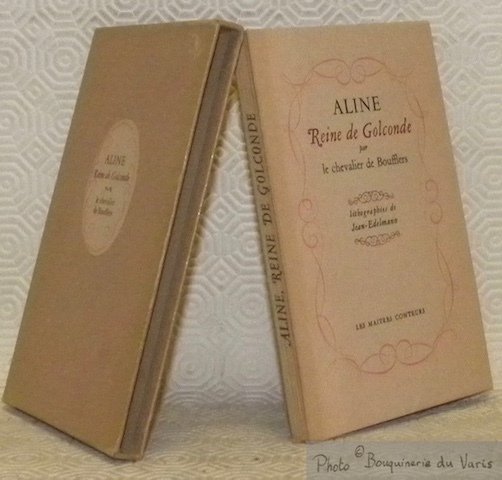 ALINE
Reine de Golconde
par
le chevalier
de Boufflers
ALINE, REINE DE GOLCONDE
ALINE
Reine de Golconde
par
le chevalier de Boufflers
lithographies de
Jean-Edelmann
LES MAITRES CONTEURS
Photo © Bouquinerie du Varis